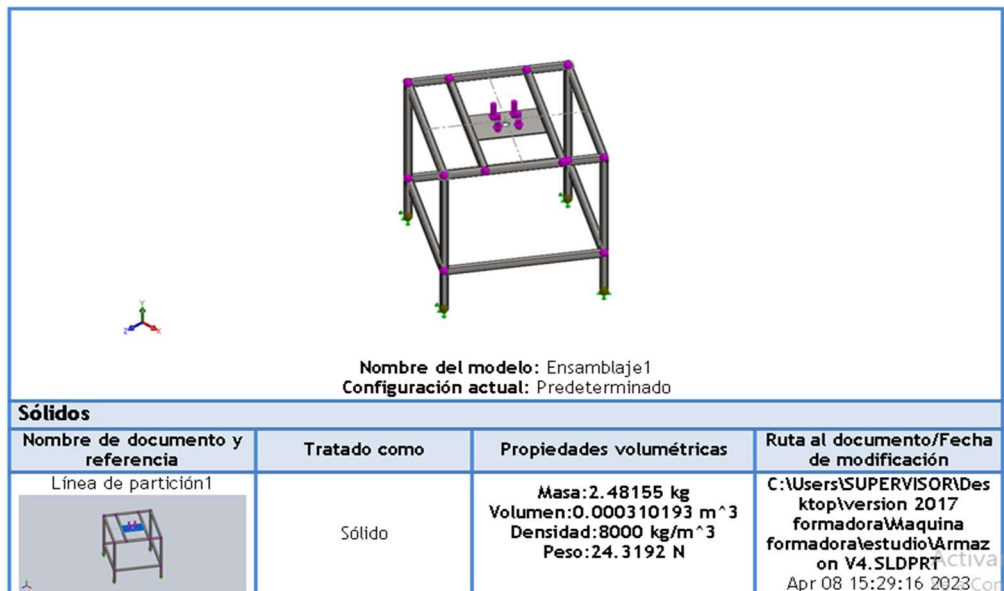 Nombre del modelo: Ensamblaje1
Configuración actual: Predeterminado
Sólidos
Nombre de documento y referencia
Tratado como
Propiedades volumétricas
Ruta al documento/Fecha de modificación
Línea de partición1
Sólido
Masa:2.48155 kg
Volumen:0.000310193 m^3
Densidad:8000 kg/m^3
Peso:24.3192 N
C:\Users\SUPERVISOR\Des
ktop\version 2017
formadora\Maquina
formadora\estudio\Armaz
on V4.SLDPRT
Apr 08 15:29:16 2023